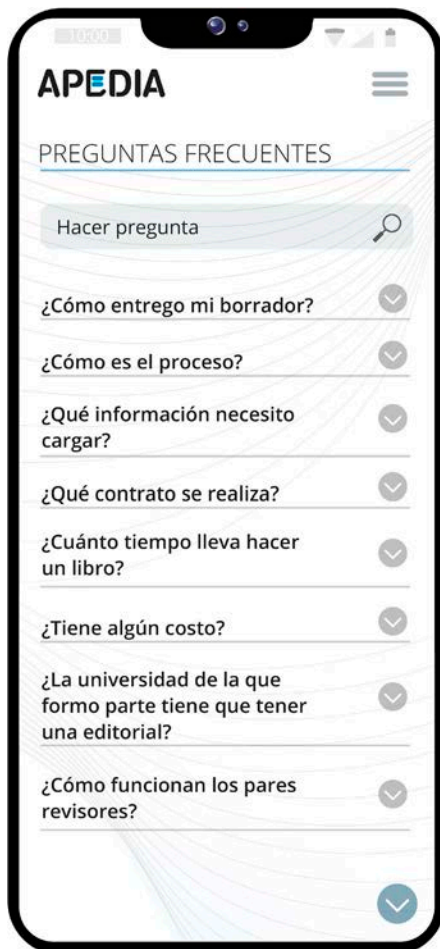 10:00
APEDIA
PREGUNTAS FRECUENTES
Hacer pregunta
¿Cómo entrego mi borrador?
¿Cómo es el proceso?
¿Qué información necesito
cargar?
¿Qué contrato se realiza?
¿Cuánto tiempo lleva hacer
un libro?
¿Tiene algún costo?
¿La universidad de la que
formo parte tiene que tener
una editorial?
¿Cómo funcionan los pares
revisores?